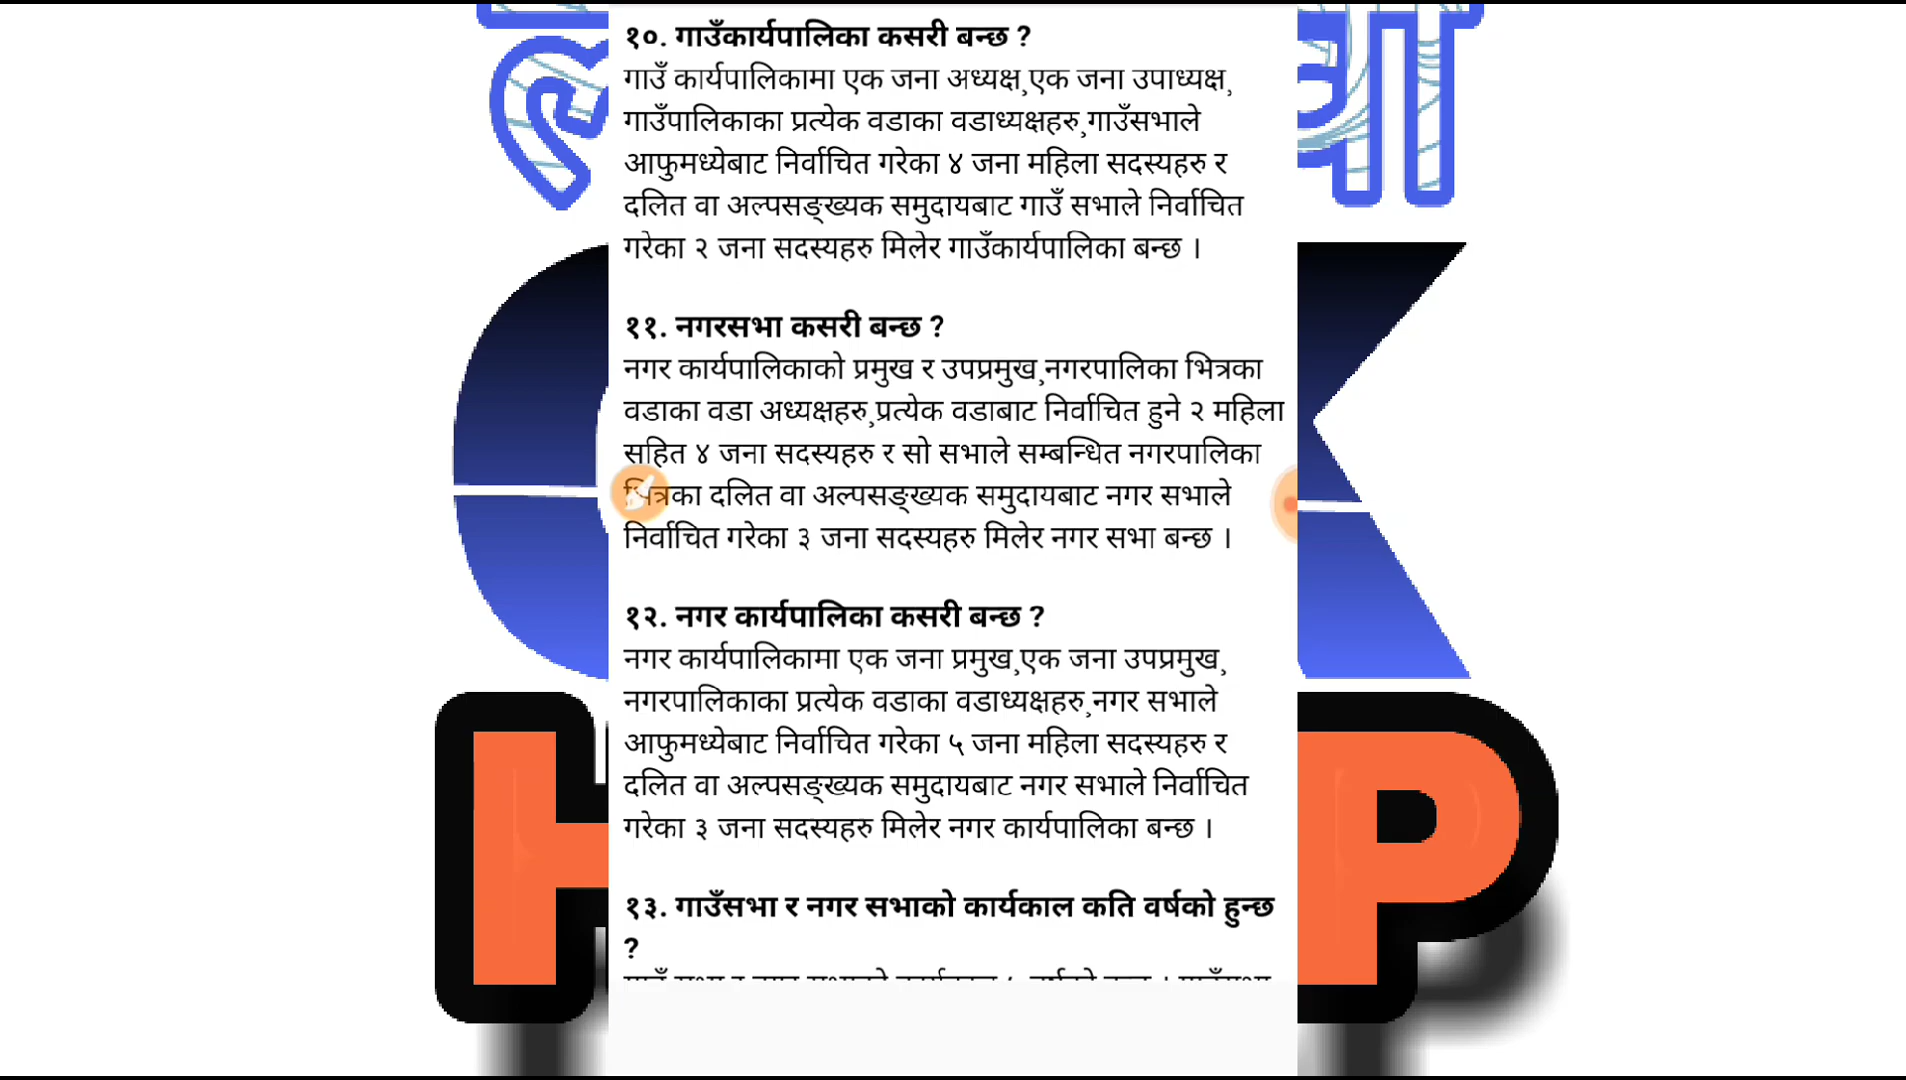 १०. गाउँकार्यपालिका कसरी बन्छ ?
गाउँ कार्यपालिकामा एक जना अध्यक्ष,एक जना उपाध्यक्ष,
गाउँपालिकाका प्रत्येक वडाका वडाध्यक्षहरु,गाउँसभाले
आफुमध्येबाट निर्वाचित गरेका ४ जना महिला सदस्यहरु र
दलित वा अल्पसङ्ख्यक समुदायबाट गाउँ सभाले निर्वाचित
गरेका २ जना सदस्यहरु मिलेर गाउँकार्यपालिका बन्छ ।
११. नगरसभा कसरी बन्छ ?
नगर कार्यपालिकाको प्रमुख र उपप्रमुख,नगरपालिका भित्रका
वडाका वडा अध्यक्षहरु,प्रत्येक वडाबाट निर्वाचित हुने २ महिला
सहित ४ जना सदस्यहरु र सो सभाले सम्बन्धित नगरपालिका
भित्रका दलित वा अल्पसङ्ख्यक समुदायबाट नगर सभाले
निर्वाचित गरेका ३ जना सदस्यहरु मिलेर नगर सभा बन्छ ।
१२. नगर कार्यपालिका कसरी बन्छ ?
नगर कार्यपालिकामा एक जना प्रमुख,एक जना उपप्रमुख,
नगरपालिकाका प्रत्येक वडाका वडाध्यक्षहरु,नगर सभाले
आफुमध्येबाट निर्वाचित गरेका ५ जना महिला सदस्यहरु र
दलित वा अल्पसङ्ख्यक समुदायबाट नगर सभाले निर्वाचित
गरेका ३ जना सदस्यहरु मिलेर नगर कार्यपालिका बन्छ ।
१३. गाउँसभा र नगर सभाको कार्यकाल कति वर्षको हुन्छ
?